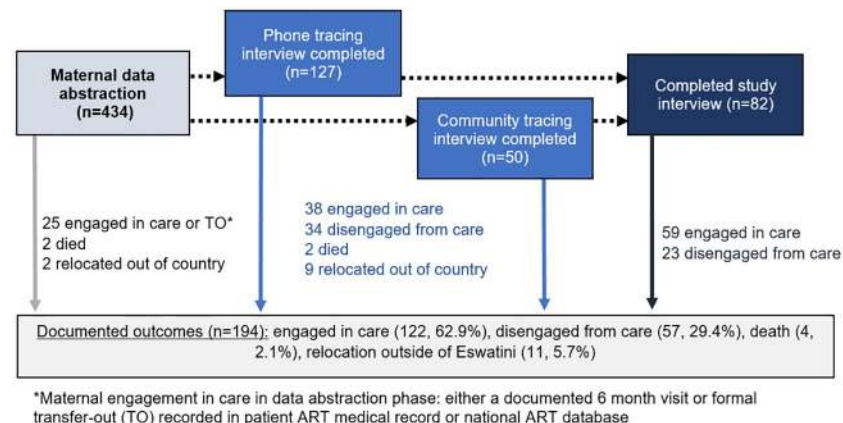 Phone tracing
interview completed
(n=127)
Maternal data
abstraction
(n=434)
Completed study
interview (n=82)
Community tracing
interview completed
(n=50)
25 engaged in care or TO*
2 died
2 relocated out of country
38 engaged in care
34 disengaged from care
2 died
9 relocated out of country
59 engaged in care
23 disengaged from care
Documented outcomes (n=194): engaged in care (122, 62.9%), disengaged from care (57, 29.4%), death (4,
2.1%), relocation outside of Eswatini (11, 5.7%)
*Maternal engagement in care in data abstraction phase: either a documented 6 month visit or formal
transfer-out (TO) recorded in patient ART medical record or national ART database